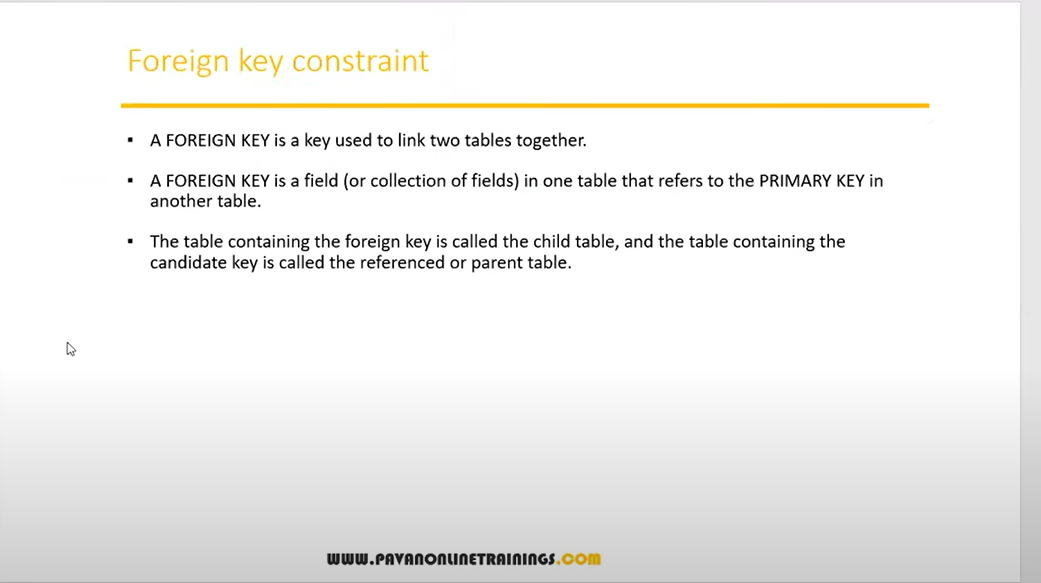 Foreign key constraint
▪ A FOREIGN KEY is a key used to link two tables together.
▪ A FOREIGN KEY is a field (or collection of fields) in one table that refers to the PRIMARY KEY in
another table.
▪ The table containing the foreign key is called the child table, and the table containing the
candidate key is called the referenced or parent table.
WWW.PAVANONLINETRAININGS.COM